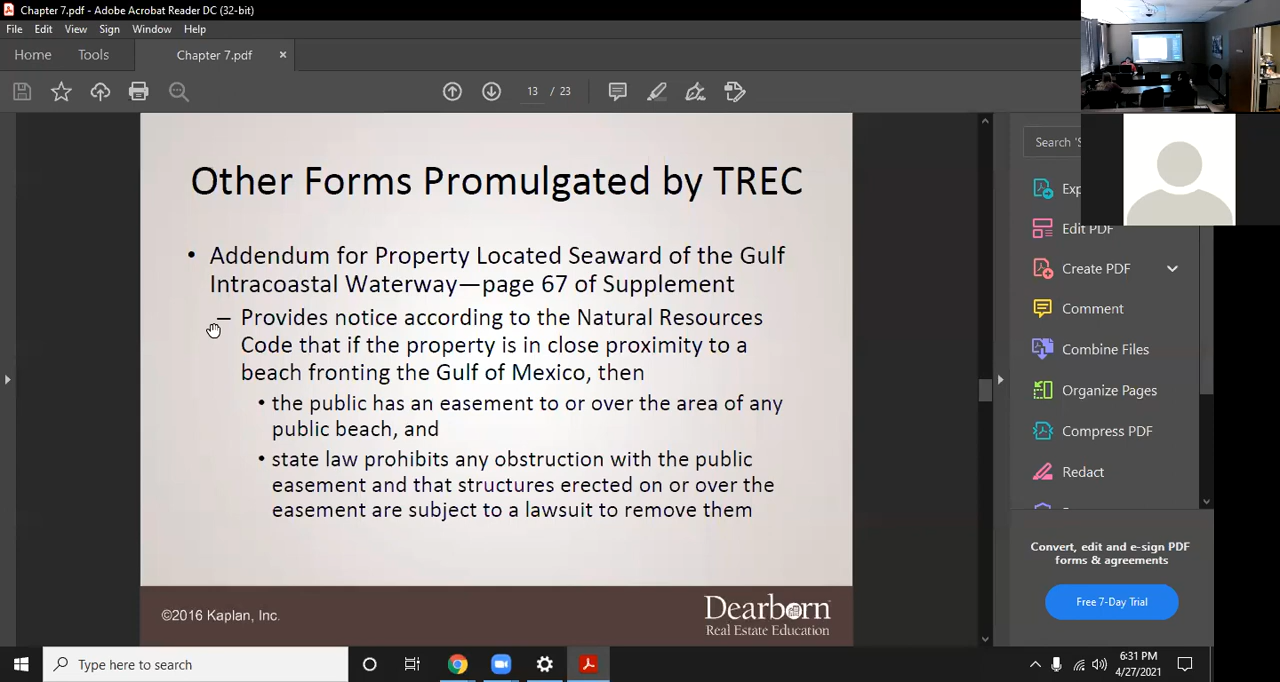 Chapter 7.pdf - Adobe Acrobat Reader DC (32-bit)
File Edit View Sign Window Help
Home Tools Chapter 7.pdf ×
13 / 23
Search 'S
Exp
Edit PDF
Create PDF
Comment
Combine Files
Organize Pages
Compress PDF
Redact
Convert, edit and e-sign PDF
forms & agreements
Free 7-Day Trial
Other Forms Promulgated by TREC
• Addendum for Property Located Seaward of the Gulf
Intracoastal Waterway—page 67 of Supplement
– Provides notice according to the Natural Resources
Code that if the property is in close proximity to a
beach fronting the Gulf of Mexico, then
• the public has an easement to or over the area of any
public beach, and
• state law prohibits any obstruction with the public
easement and that structures erected on or over the
easement are subject to a lawsuit to remove them
©2016 Kaplan, Inc.
Dearborn™
Real Estate Education
Type here to search
6:31 PM
4/27/2021